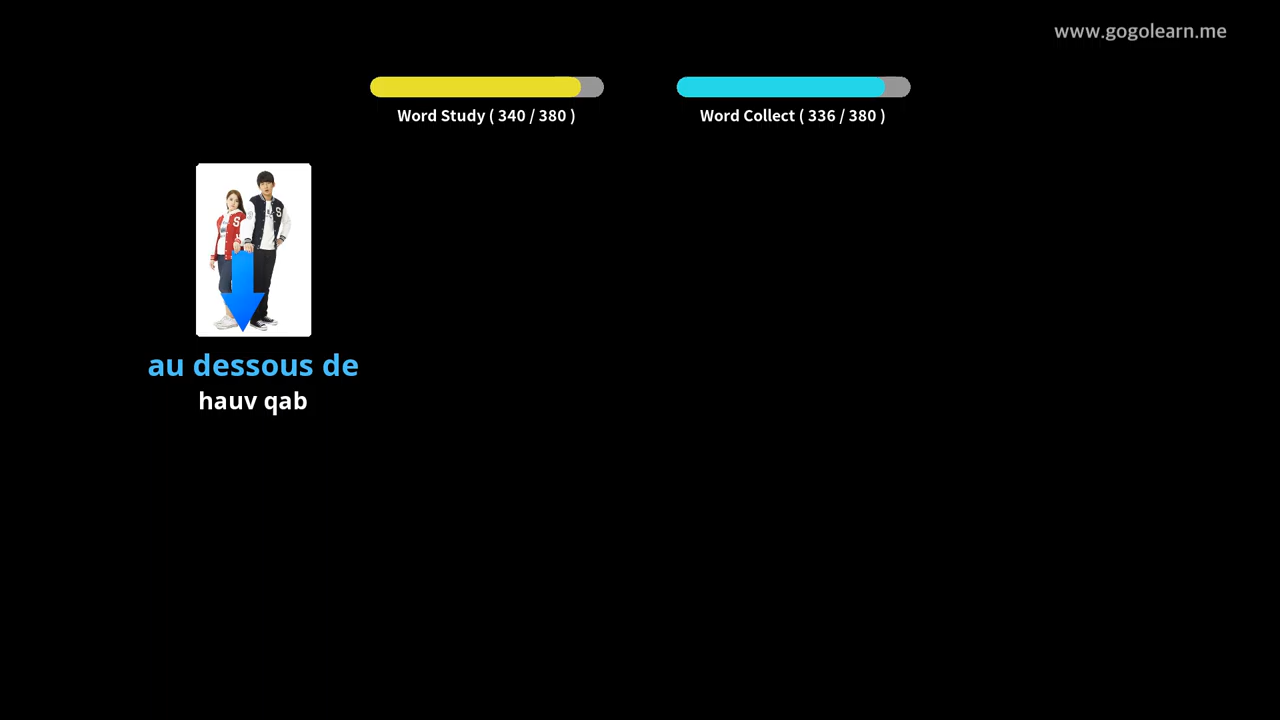 www.gogolearn.me
Word Study ( 340 / 380 )
Word Collect ( 336 / 380 )
S
S
au dessous de
hauv qab